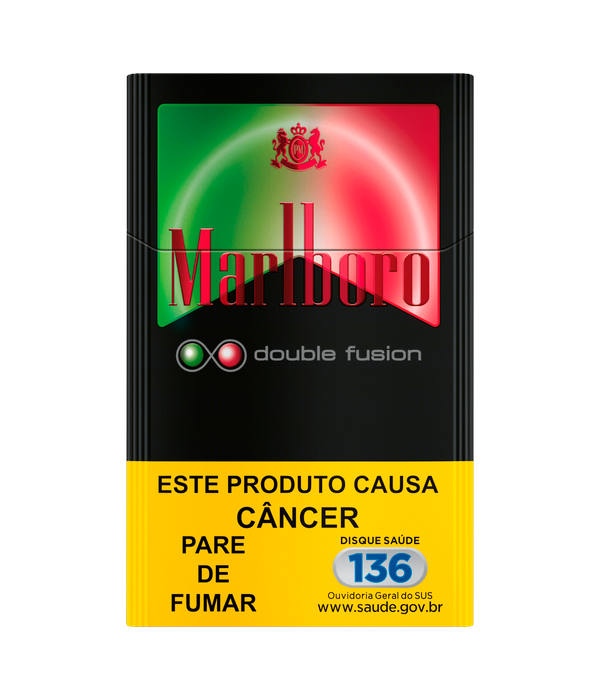 PM
Marlboro
double fusion
ESTE PRODUTO CAUSA
CÂNCER
PARE
DE
FUMAR
DISQUE SAÚDE
136
Ouvidoria Geral do SUS
www.saude.gov.br